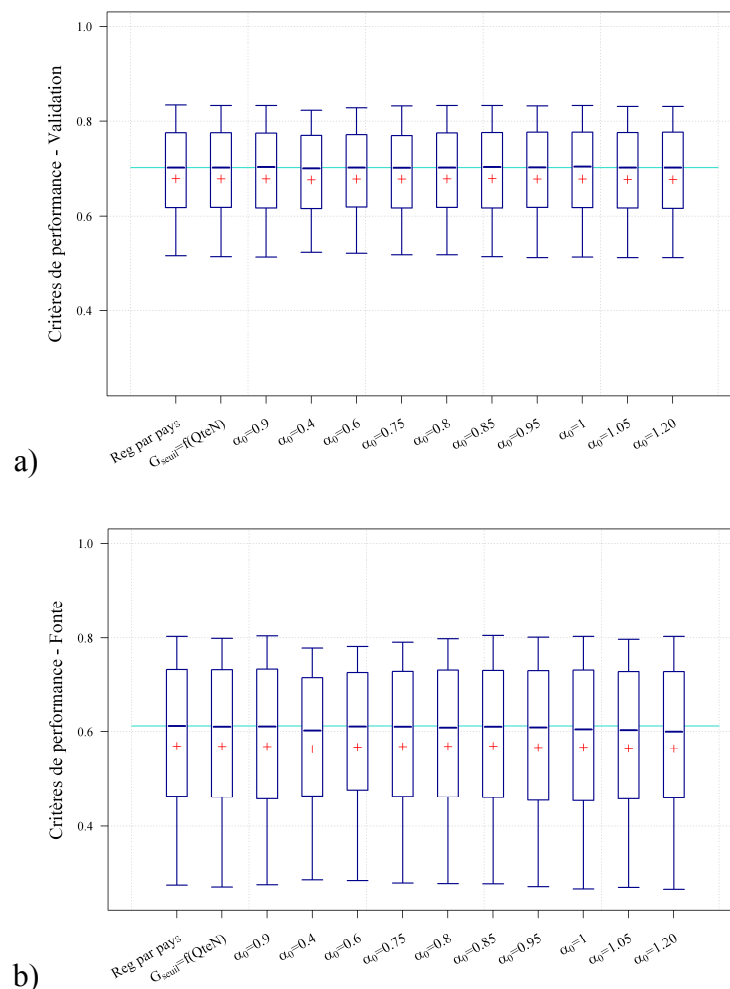 Critères de performance - Validation
1.0
0.8
0.6
0.4
Reg par pays
G_seuil=f(QteN)
α₀=0.9
α₀=0.4
α₀=0.6
α₀=0.75
α₀=0.8
α₀=0.85
α₀=0.95
α₀=1
α₀=1.05
α₀=1.20
a)
Critères de performance - Fonte
1.0
0.8
0.6
0.4
Reg par pays
G_seuil=f(QteN)
α₀=0.9
α₀=0.4
α₀=0.6
α₀=0.75
α₀=0.8
α₀=0.85
α₀=0.95
α₀=1
α₀=1.05
α₀=1.20
b)